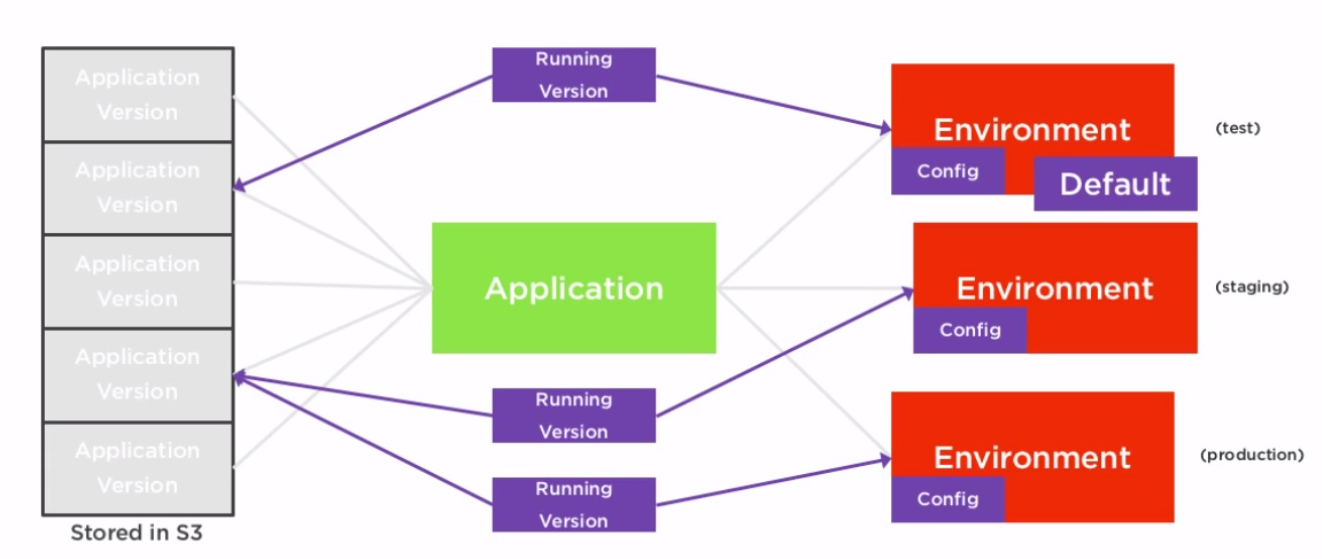 Application
Version
Application
Version
Application
Version
Application
Version
Application
Version
Stored in S3
Running
Version
Application
Running
Version
Running
Version
Environment
Config
Default
(test)
Environment
Config
(staging)
Environment
Config
(production)